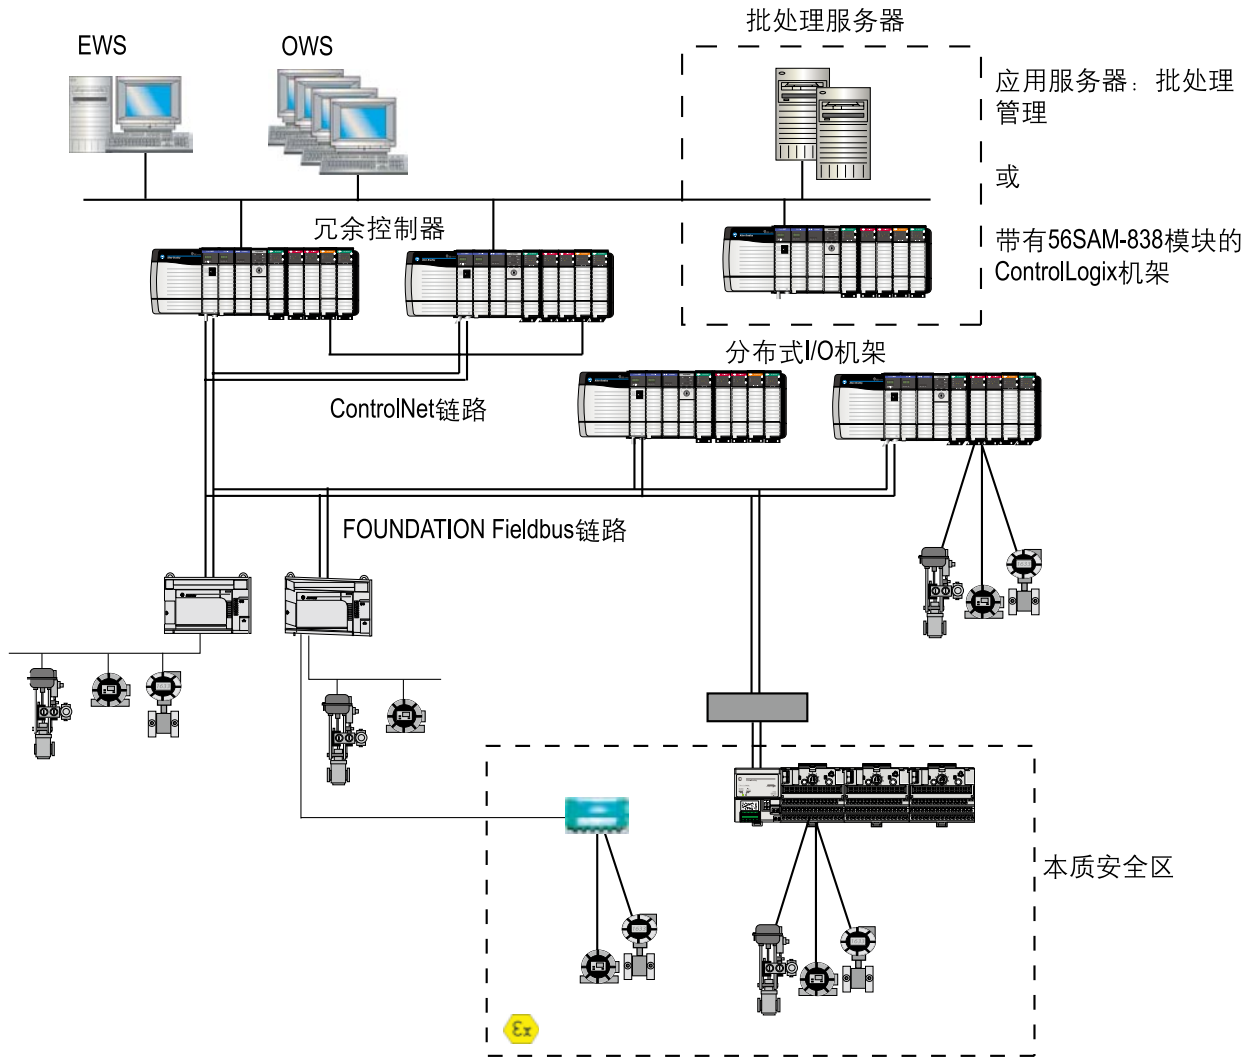 批处理服务器
EWS
OWS
应用服务器：批处理
管理
或
冗余控制器
带有56SAM-838模块的
ControlLogix机架
分布式I/O机架
ControlNet链路
FOUNDATION Fieldbus链路
本质安全区
εx